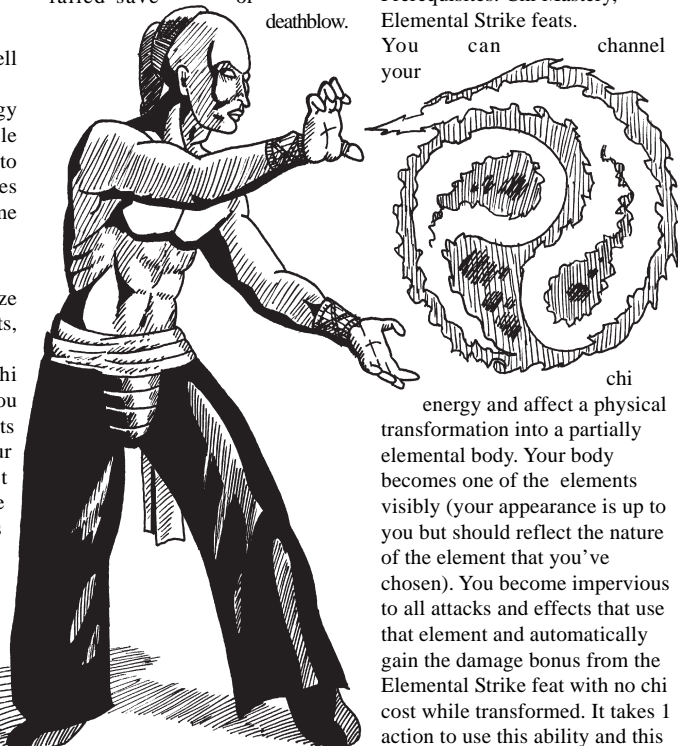 ell
gy
le
to
es
ne
ze
ts,
hi
ou
ts
ur
t
e
s
failed save or
deathblow.
Prerequisites: Chi Mastery,
Elemental Strike feats.
You can channel
your
chi
energy and affect a physical
transformation into a partially
elemental body. Your body
becomes one of the elements
visibly (your appearance is up to
you but should reflect the nature
of the element that you've
chosen). You become impervious
to all attacks and effects that use
that element and automatically
gain the damage bonus from the
Elemental Strike feat with no chi
cost while transformed. It takes 1
action to use this ability and this